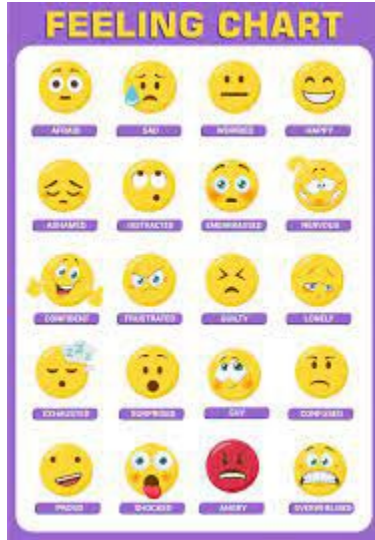 FEELING CHART
AFRAID SAD WORRIED HAPPY
ASHAMED DISTRACTED EMBARRASSED NERVOUS
CONFIDENT FRUSTRATED GUILTY LONELY
EXHAUSTED SURPRISED CONFUSED
PROUD SHOCKED ANGRY OVERWHELMED